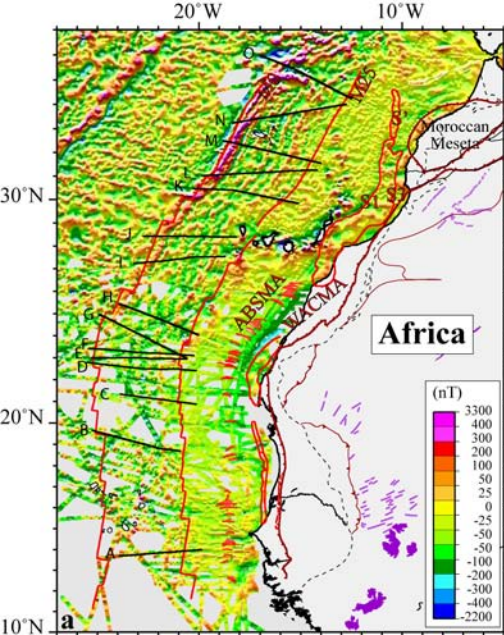 20°W
10°W
O
M25
N
M
Moroccan
Meseta
L
K
S1
S'
30°N
J
I
ABSMA
WACMA
H
G
F
E
D
Africa
C
(nT)
3300
400
300
200
100
50
25
0
-25
-50
-100
-200
-300
-400
-2200
20°N
B
A
a
10°N